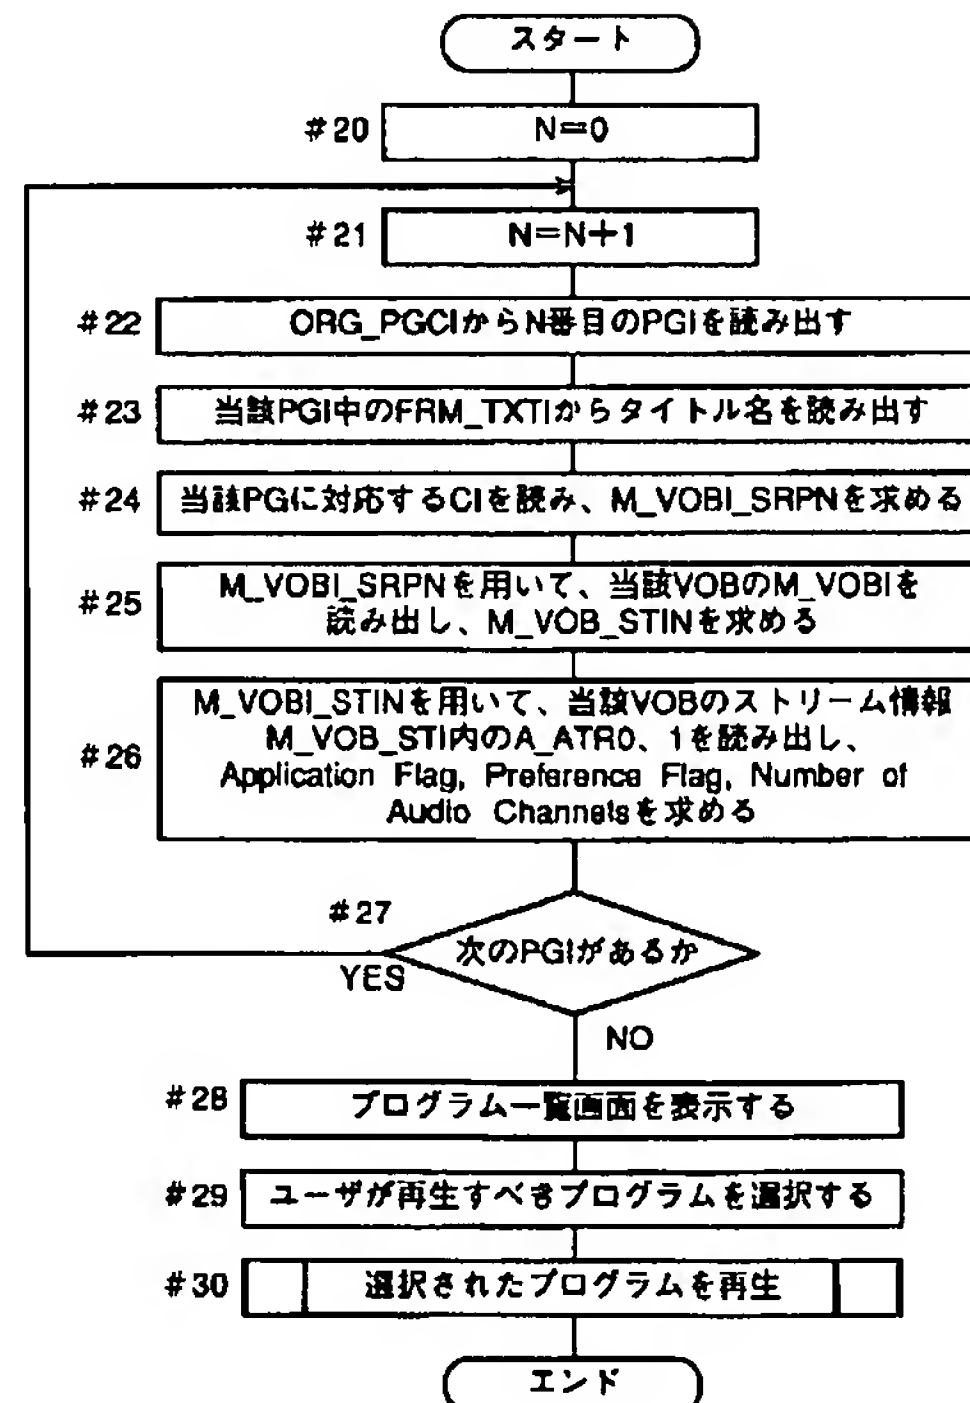 スタート
#20 N=0
#21 N=N+1
#22 ORG_PGCIからN番目のPGIを読み出す
#23 当該PGI中のFRM_TXTIからタイトル名を読み出す
#24 当該PGに対応するCIを読み、M_VOBI_SRPNを求める
#25 M_VOBI_SRPNを用いて、当該VOBのM_VOBIを
読み出し、M_VOB_STINを求める
M_VOBI_STINを用いて、当該VOBのストリーム情報
#26 M_VOB_STI内のA_ATR0、1を読み出し、
Application Flag, Preference Flag, Number of
Audio Channelsを求める
#27
次のPGIがあるか
YES
NO
#28 プログラム一覧画面を表示する
#29 ユーザが再生すべきプログラムを選択する
#30 選択されたプログラムを再生
エンド